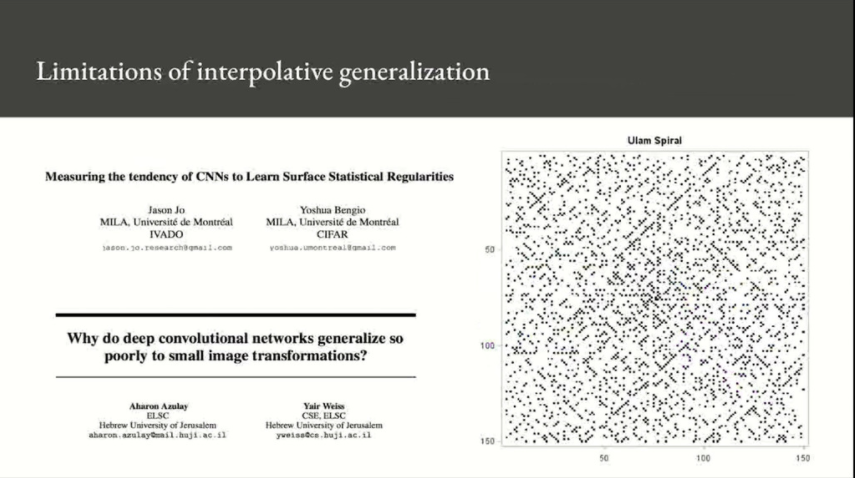 Limitations of interpolative generalization
Measuring the tendency of CNNs to Learn Surface Statistical Regularities
Jason Jo
MILA, Université de Montréal
IVADO
jason.jo.research@gmail.com
Yoshua Bengio
MILA, Université de Montréal
CIFAR
yoshua.umontreal@gmail.com
Why do deep convolutional networks generalize so
poorly to small image transformations?
Aharon Azulay
ELSC
Hebrew University of Jerusalem
aharon.azulay@mail.huji.ac.il
Yair Weiss
CSE, ELSC
Hebrew University of Jerusalem
yweiss@cs.huji.ac.il
Ulam Spiral
50
100
150
50
100
150